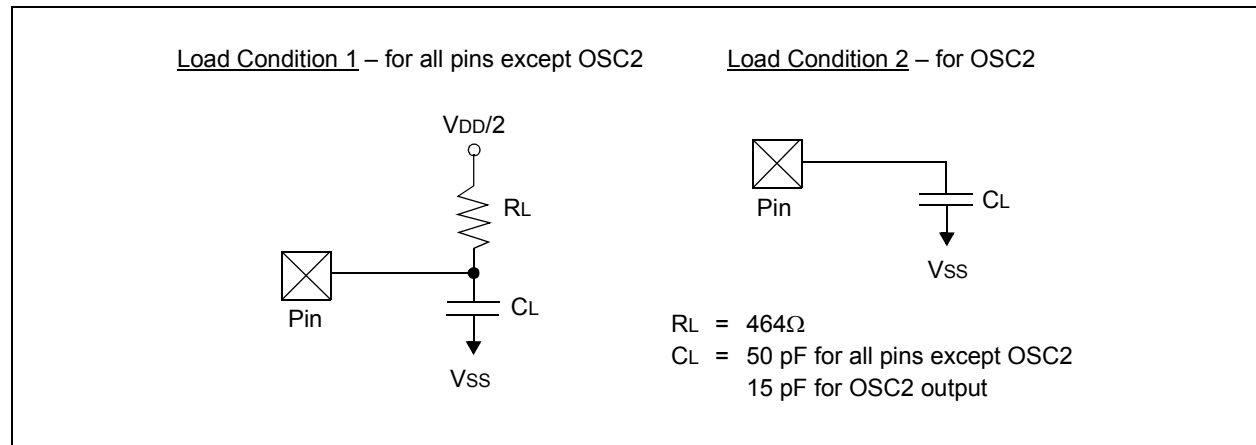 Load Condition 1 – for all pins except OSC2
VDD/2
RL
Pin
CL
VSS
Load Condition 2 – for OSC2
Pin
CL
VSS
RL = 464Ω
CL = 50 pF for all pins except OSC2
15 pF for OSC2 output